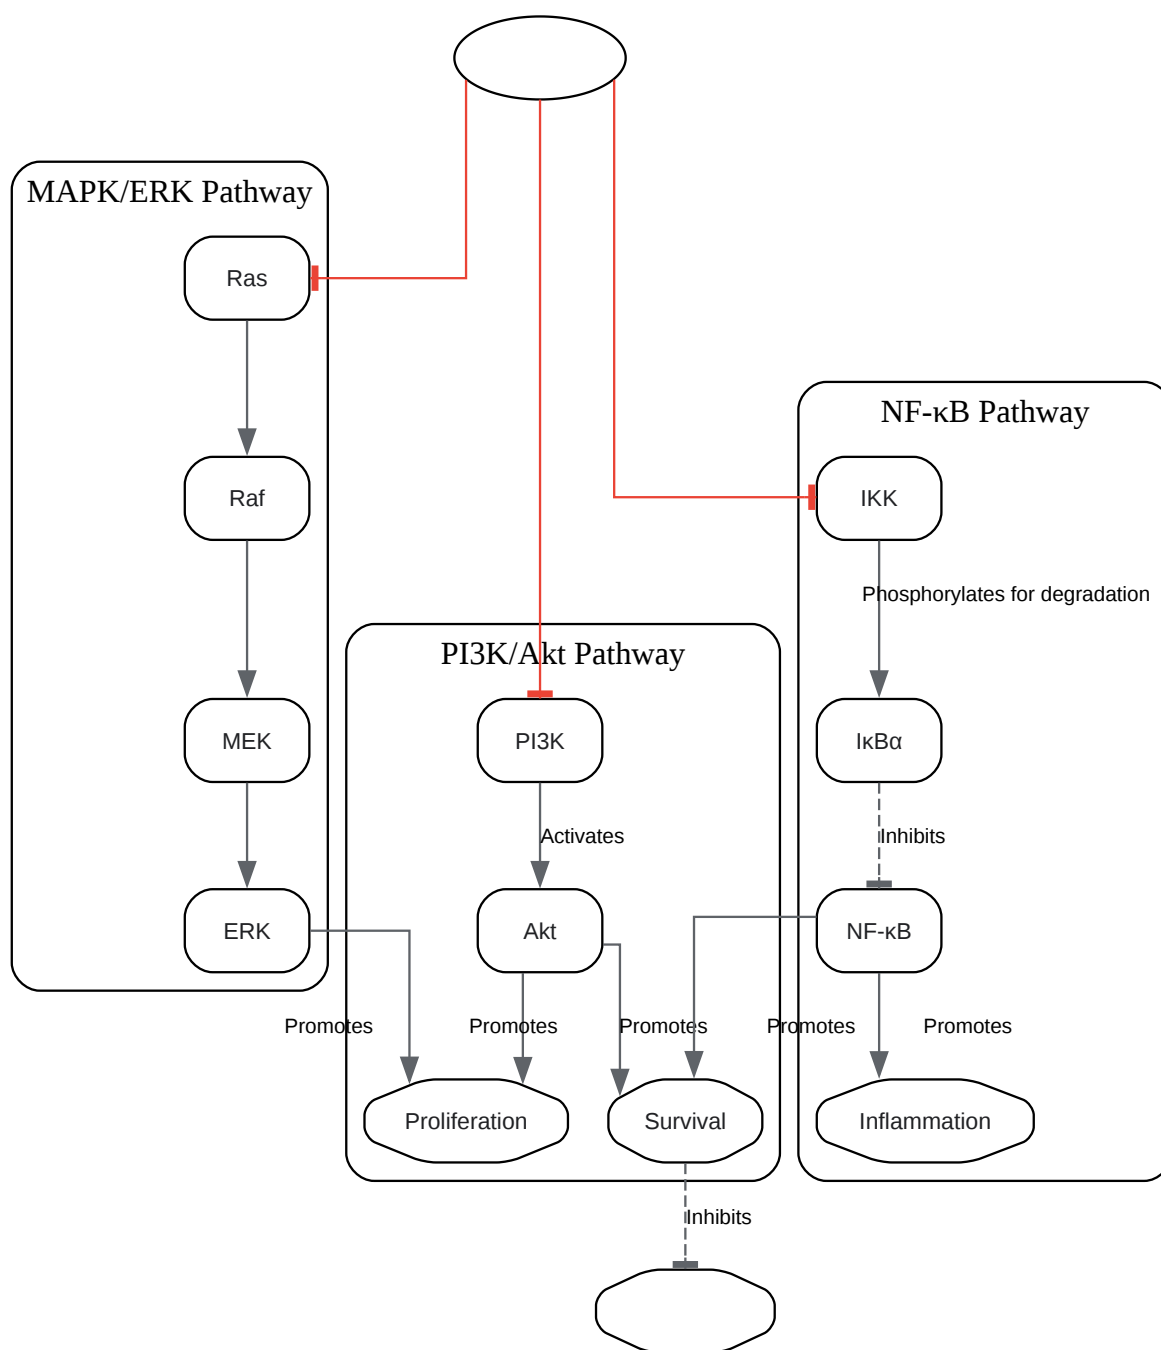 MAPK/ERK Pathway
Ras
Raf
MEK
ERK
NF-κB Pathway
IKK
Phosphorylates for degradation
IκBα
Inhibits
NF-κB
PI3K/Akt Pathway
PI3K
Activates
Akt
Promotes
Promotes
Promotes
Promotes
Promotes
Proliferation
Survival
Inflammation
Inhibits